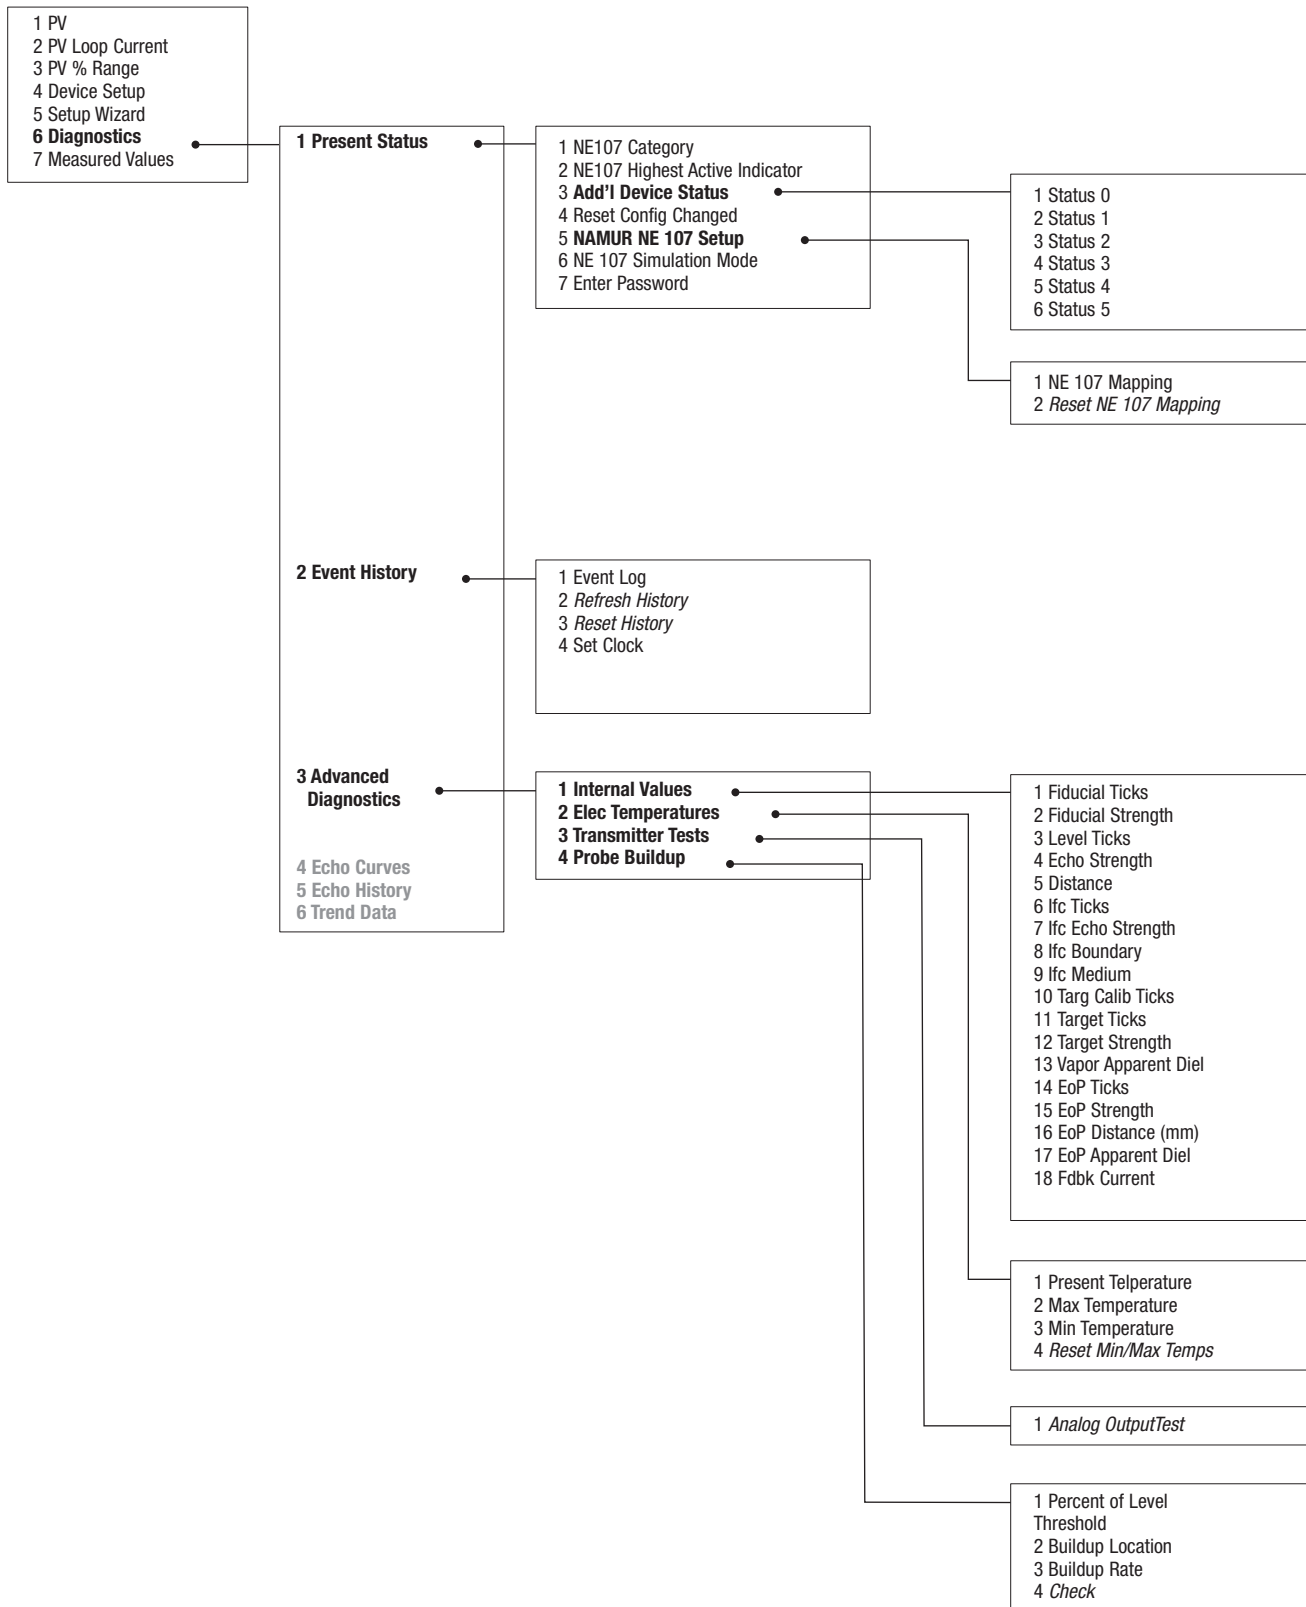 1 PV
2 PV Loop Current
3 PV % Range
4 Device Setup
5 Setup Wizard
6 Diagnostics
7 Measured Values
1 Present Status
2 Event History
3 Advanced
Diagnostics
4 Echo Curves
5 Echo History
6 Trend Data
1 NE107 Category
2 NE107 Highest Active Indicator
3 Add'l Device Status
4 Reset Config Changed
5 NAMUR NE 107 Setup
6 NE 107 Simulation Mode
7 Enter Password
1 Status 0
2 Status 1
3 Status 2
4 Status 3
5 Status 4
6 Status 5
1 NE 107 Mapping
2 Reset NE 107 Mapping
1 Event Log
2 Refresh History
3 Reset History
4 Set Clock
1 Internal Values
2 Elec Temperatures
3 Transmitter Tests
4 Probe Buildup
1 Fiducial Ticks
2 Fiducial Strength
3 Level Ticks
4 Echo Strength
5 Distance
6 Ifc Ticks
7 Ifc Echo Strength
8 Ifc Boundary
9 Ifc Medium
10 Targ Calib Ticks
11 Target Ticks
12 Target Strength
13 Vapor Apparent Diel
14 EoP Ticks
15 EoP Strength
16 EoP Distance (mm)
17 EoP Apparent Diel
18 Fdbk Current
1 Present Telperature
2 Max Temperature
3 Min Temperature
4 Reset Min/Max Temps
1 Analog OutputTest
1 Percent of Level
Threshold
2 Buildup Location
3 Buildup Rate
4 Check